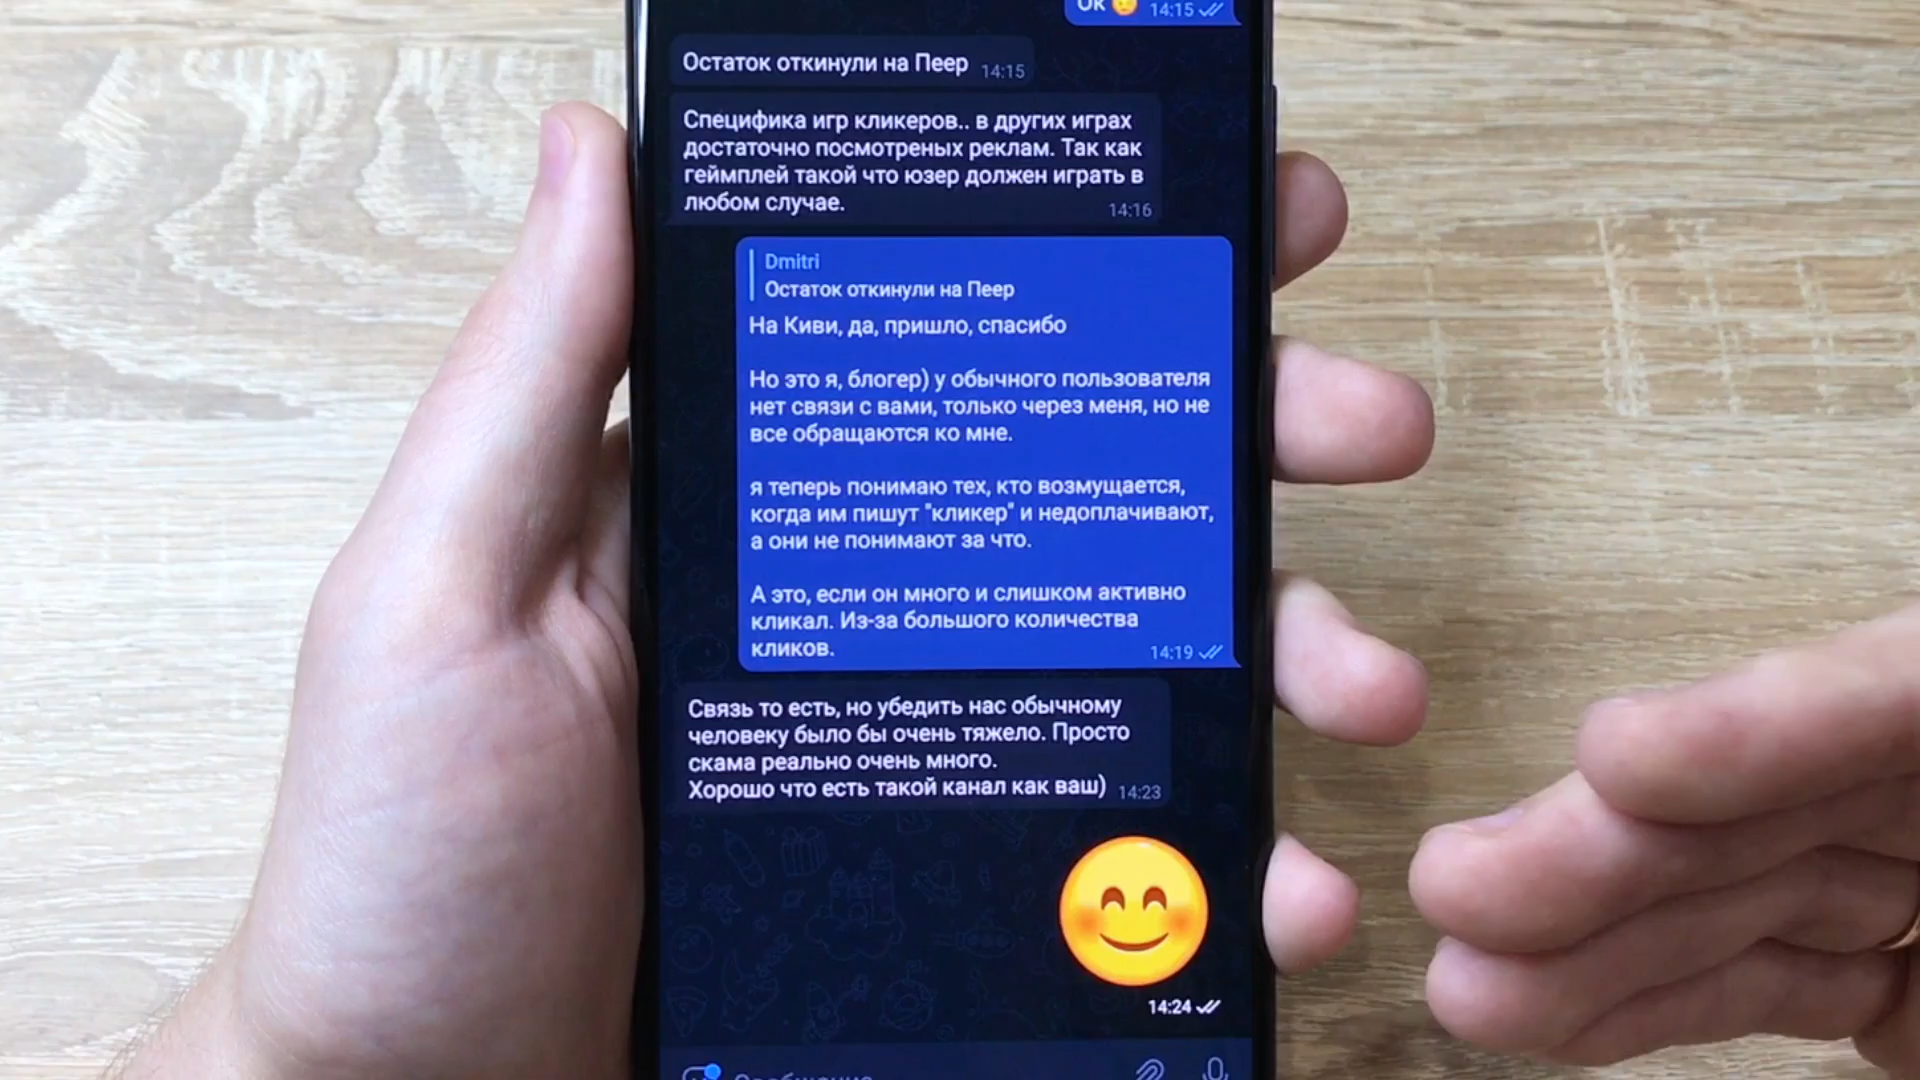 Ok 14:15
Остаток откинули на Пеер 14:15
Специфика игр кликеров.. в других играх
достаточно посмотреных реклам. Так как
геймплей такой что юзер должен играть в
любом случае. 14:16
Dmitri
Остаток откинули на Пеер
На Киви, да, пришло, спасибо
Но это я, блогер) у обычного пользователя
нет связи с вами, только через меня, но не
все обращаются ко мне.
я теперь понимаю тех, кто возмущается,
когда им пишут "кликер" и недоплачивают,
а они не понимают за что.
А это, если он много и слишком активно
кликал. Из-за большого количества
кликов. 14:19
Связь то есть, но убедить нас обычному
человеку было бы очень тяжело. Просто
скама реально очень много.
Хорошо что есть такой канал как ваш) 14:23
14:24